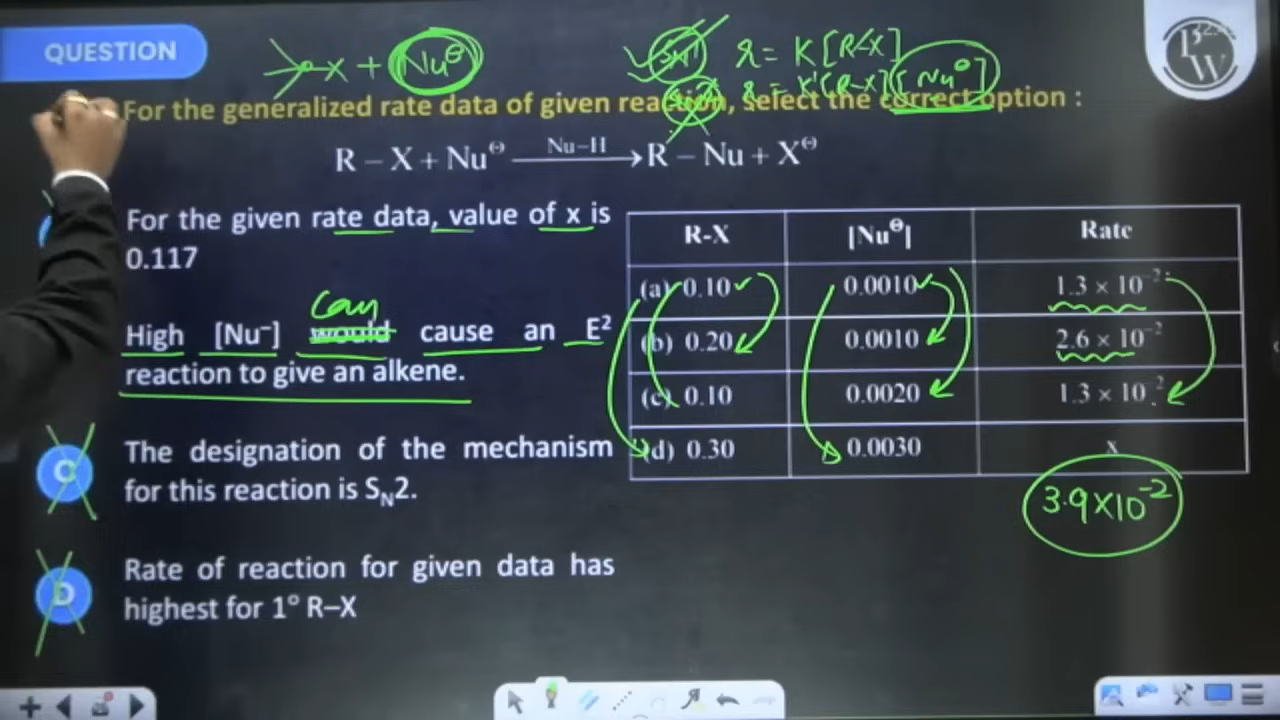 QUESTION
X + Nu⊖
r = K[R-X]
r = K'[R-X][Nu⊖]
For the generalized rate data of given reaction, select the correct option :
R – X + Nu⊖ Nu–H → R – Nu + X⊖
For the given rate data, value of x is
0.117
can
High [Nu⁻] would cause an E²
reaction to give an alkene.
C
The designation of the mechanism
for this reaction is SN2.
D
Rate of reaction for given data has
highest for 1° R–X
R-X [Nu⊖] Rate
(a) 0.10 0.0010 1.3 × 10⁻²
(b) 0.20 0.0010 2.6 × 10⁻²
(c) 0.10 0.0020 1.3 × 10⁻²
(d) 0.30 0.0030 x
3.9×10⁻²